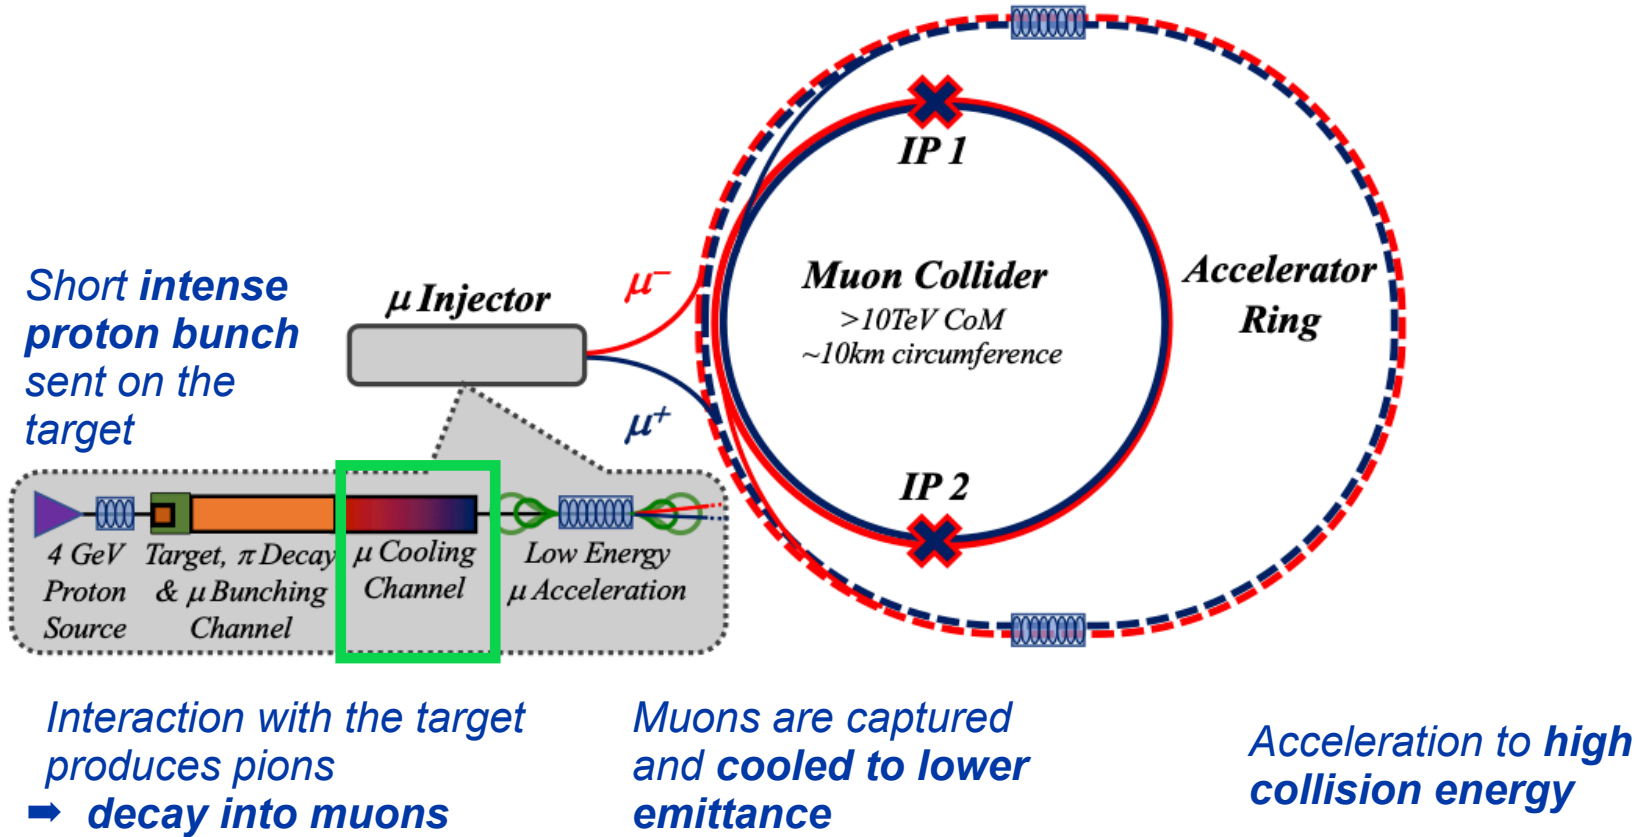 IP 1
Muon Collider
>10TeV CoM
~10km circumference
Accelerator
Ring
μ⁻
μ Injector
Short intense
proton bunch
sent on the
target
μ⁺
IP 2
4 GeV
Proton
Source
Target, π Decay
& μ Bunching
Channel
μ Cooling
Channel
Low Energy
μ Acceleration
Interaction with the target
produces pions
➡ decay into muons
Muons are captured
and cooled to lower
emittance
Acceleration to high
collision energy